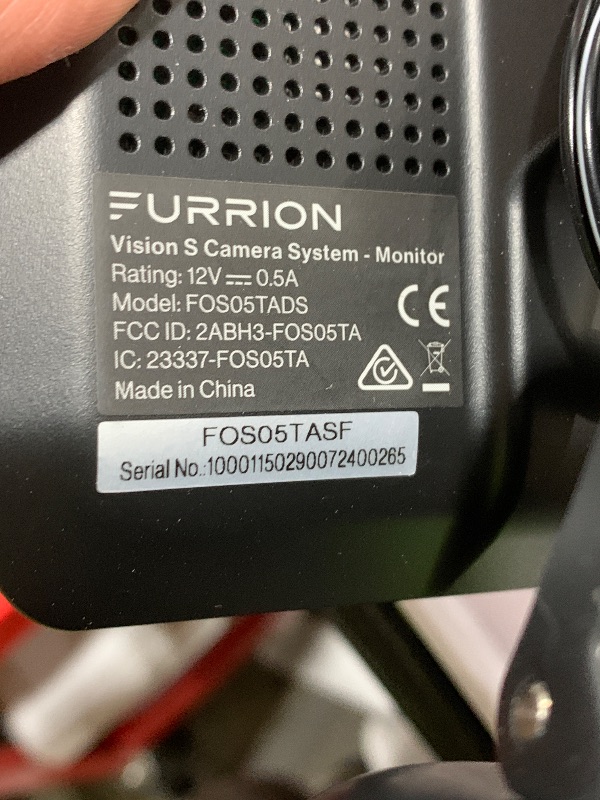 FURRION
Vision S Camera System - Monitor
Rating: 12V⎓0.5A
Model: FOS05TADS
FCC ID: 2ABH3-FOS05TA
IC: 23337-FOS05TA
Made in China
CE
FOS05TASF
Serial No.:10001150290072400265